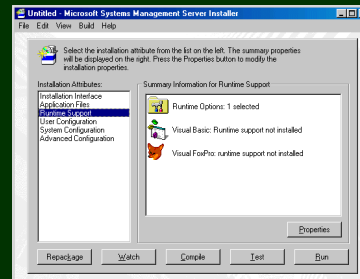 Untitled - Microsoft Systems Management Server Installer
File Edit View Build Help
Select the installation attribute from the list on the left. The summary properties
will be displayed on the right. Press the Properties button to modify the
installation properties.
Installation Attributes:
Installation Interface
Application Files
Runtime Support
User Configuration
System Configuration
Advanced Configuration
Summary Information for Runtime Support
Runtime Options: 1 selected
Visual Basic: Runtime support not installed
Visual FoxPro: runtime support not installed
Properties
Repackage Watch Compile Test Run